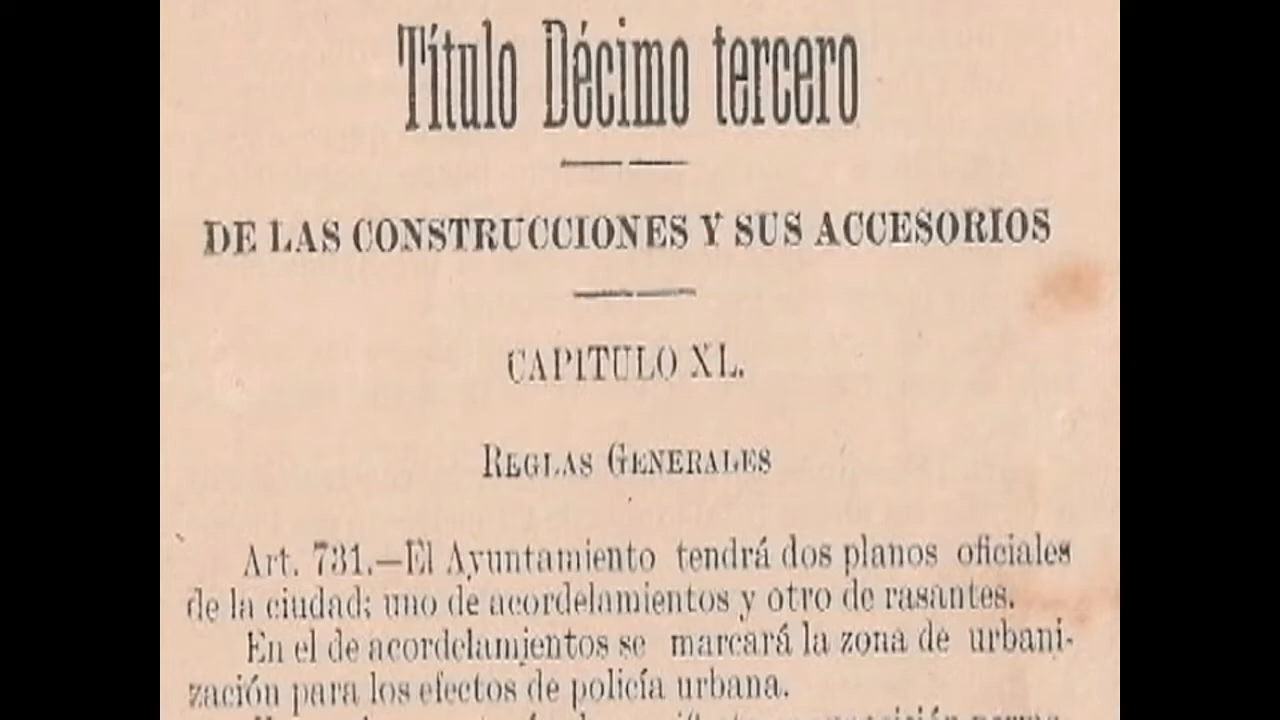 Título Décimo tercero
DE LAS CONSTRUCCIONES Y SUS ACCESORIOS
CAPITULO XL.
REGLAS GENERALES
Art. 731.—El Ayuntamiento tendrá dos planos oficiales
de la ciudad: uno de acordelamientos y otro de rasantes.
En el de acordelamientos se marcará la zona de urbani-
zación para los efectos de policía urbana.